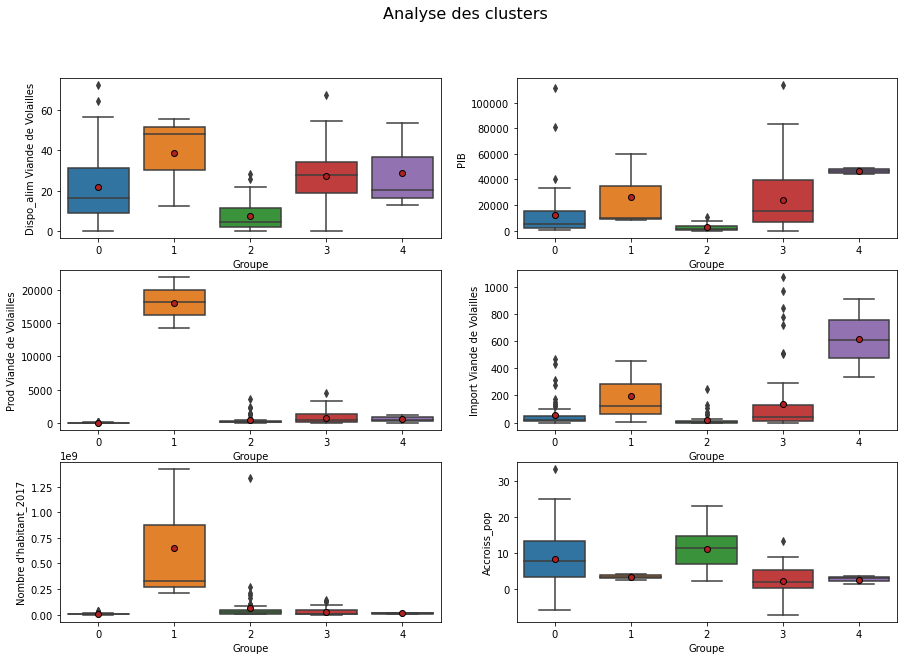 Analyse des clusters
Dispo_alim Viande de Volailles
60
40
20
0
0 1 2 3 4
Groupe
PIB
100000
80000
60000
40000
20000
0
0 1 2 3 4
Groupe
Prod Viande de Volailles
20000
15000
10000
5000
0
0 1 2 3 4
Groupe
Import Viande de Volailles
1000
800
600
400
200
0
0 1 2 3 4
Groupe
1e9
Nombre d'habitant_2017
1.25
1.00
0.75
0.50
0.25
0.00
0 1 2 3 4
Groupe
Accroiss_pop
30
20
10
0
0 1 2 3 4
Groupe